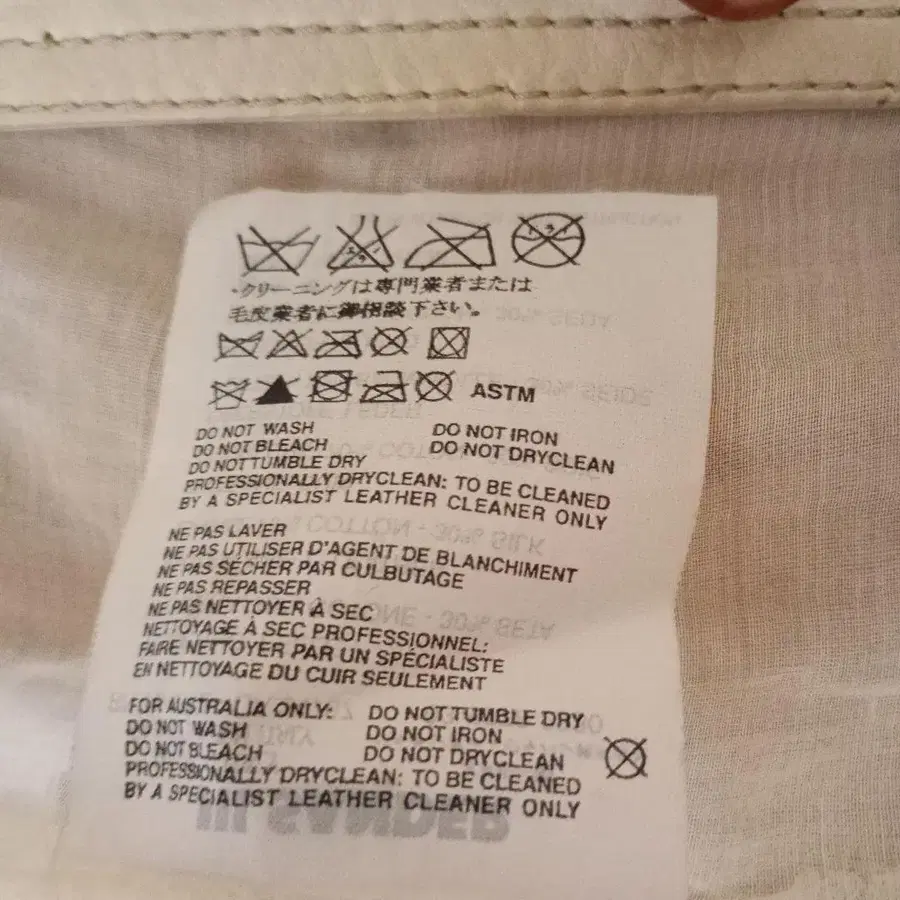 ・クリーニングは専門業者または
毛皮業者に御相談下さい。
ASTM
DO NOT WASH DO NOT IRON
DO NOT BLEACH DO NOT DRYCLEAN
DO NOT TUMBLE DRY
PROFESSIONALLY DRYCLEAN: TO BE CLEANED
BY A SPECIALIST LEATHER CLEANER ONLY
NE PAS LAVER
NE PAS UTILISER D'AGENT DE BLANCHIMENT
NE PAS SÉCHER PAR CULBUTAGE
NE PAS REPASSER
NE PAS NETTOYER À SEC
NETTOYAGE À SEC PROFESSIONNEL:
FAIRE NETTOYER PAR UN SPÉCIALISTE
EN NETTOYAGE DU CUIR SEULEMENT
FOR AUSTRALIA ONLY: DO NOT TUMBLE DRY
DO NOT WASH DO NOT IRON
DO NOT BLEACH DO NOT DRYCLEAN
PROFESSIONALLY DRYCLEAN: TO BE CLEANED
BY A SPECIALIST LEATHER CLEANER ONLY